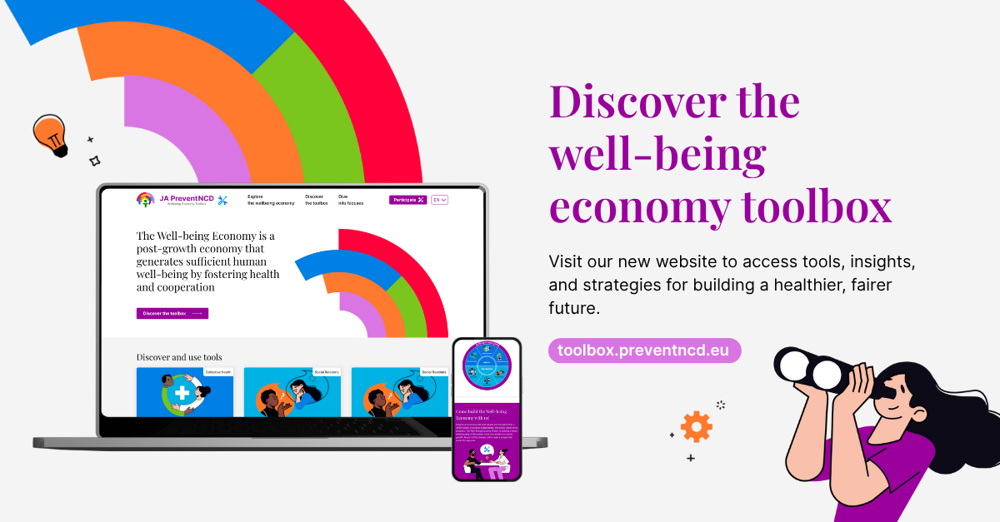 Discover the
well-being
economy toolbox
Visit our new website to access tools, insights,
and strategies for building a healthier, fairer
future.
toolbox.preventncd.eu
JA PreventNCD
Wellbeing Economy Toolbox
Explore
the wellbeing economy
Discover
the toolbox
Dive
into focuses
Participate
EN
The Well-being Economy is a
post-growth economy that
generates sufficient human
well-being by fostering health
and cooperation
Discover the toolbox
Discover and use tools
Collective Health
Social Relations
Social Relations
Come build the Well-Being
Economy with us!